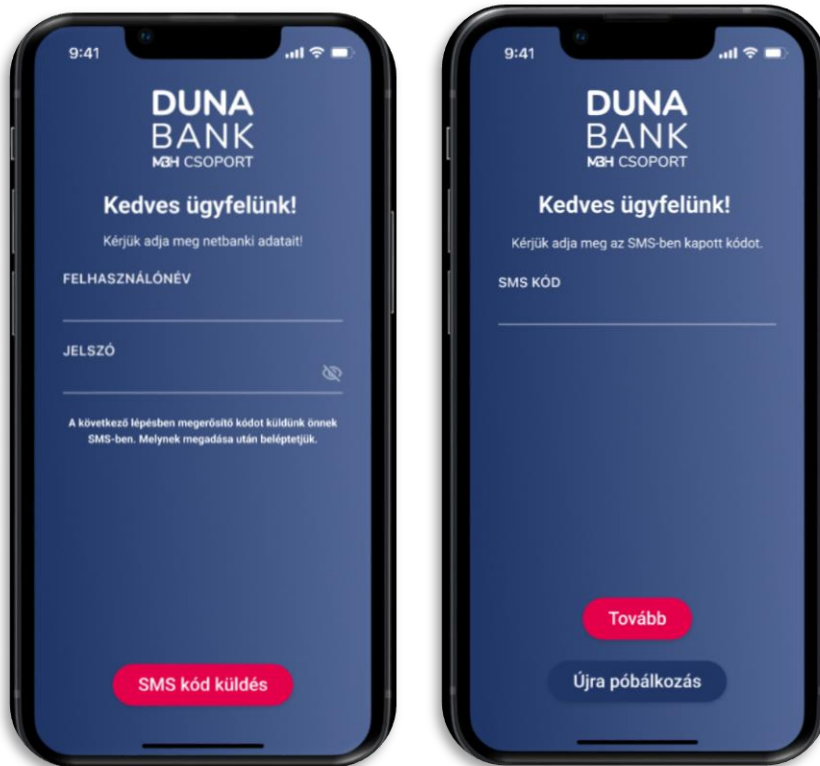 9:41
DUNA
BANK
MBH CSOPORT
Kedves ügyfelünk!
Kérjük adja meg netbanki adatait!
FELHASZNÁLÓNÉV
JELSZÓ
A következő lépésben megerősítő kódot küldünk önnek
SMS-ben. Melynek megadása után beléptetjük.
SMS kód küldés
9:41
DUNA
BANK
MBH CSOPORT
Kedves ügyfelünk!
Kérjük adja meg az SMS-ben kapott kódot.
SMS KÓD
Tovább
Újra póbálkozás